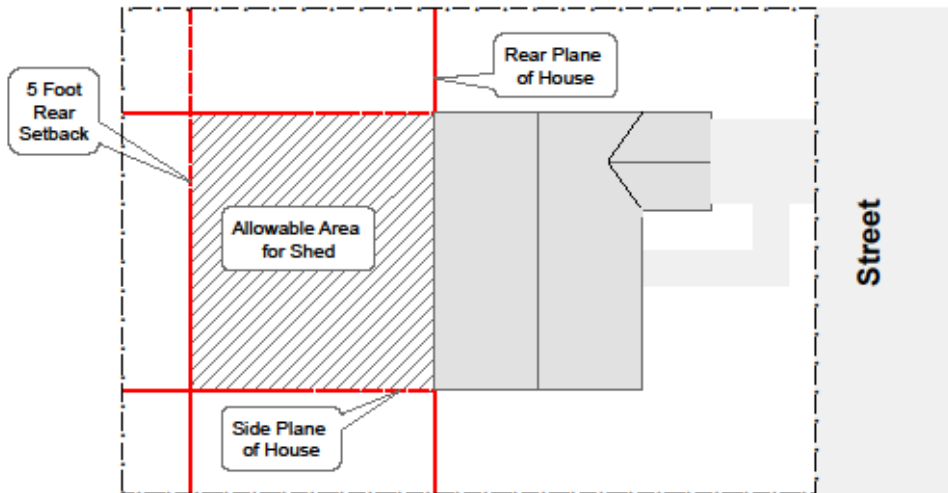 Rear Plane
of House
5 Foot
Rear
Setback
Allowable Area
for Shed
Street
Side Plane
of House